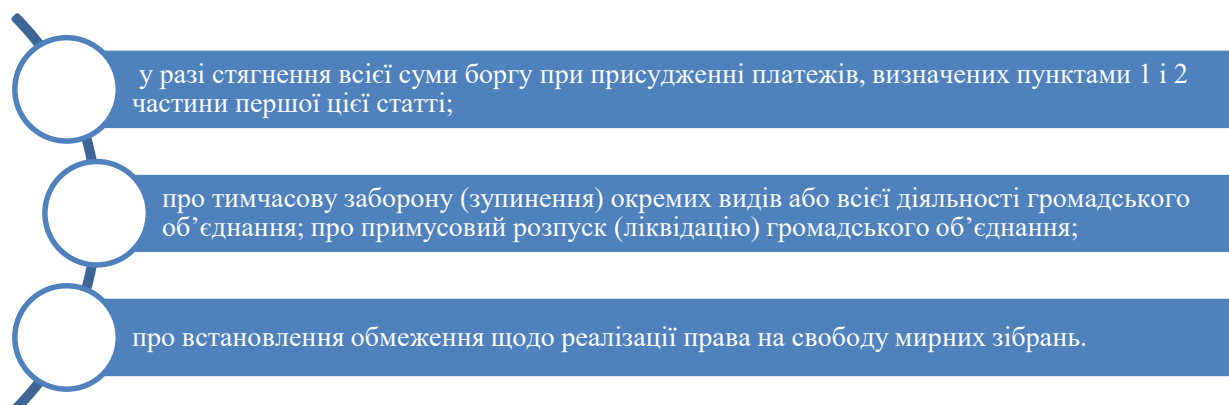 у разі стягнення всієї суми боргу при присудженні платежів, визначених пунктами 1 і 2
частини першої цієї статті;
про тимчасову заборону (зупинення) окремих видів або всієї діяльності громадського
об’єднання; про примусовий розпуск (ліквідацію) громадського об’єднання;
про встановлення обмеження щодо реалізації права на свободу мирних зібрань.